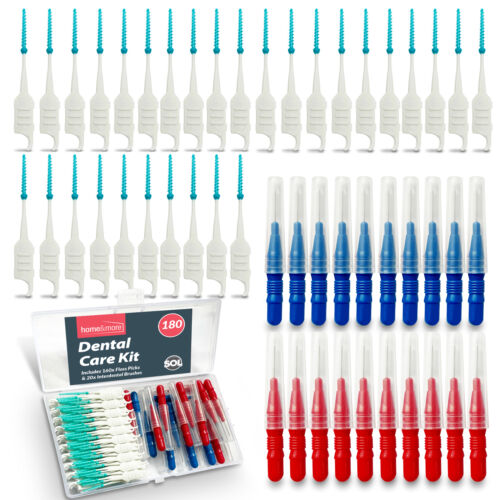 home&more
180
Dental
Care Kit
Includes 160x Floss Picks
& 20x Interdental Brushes
SOL